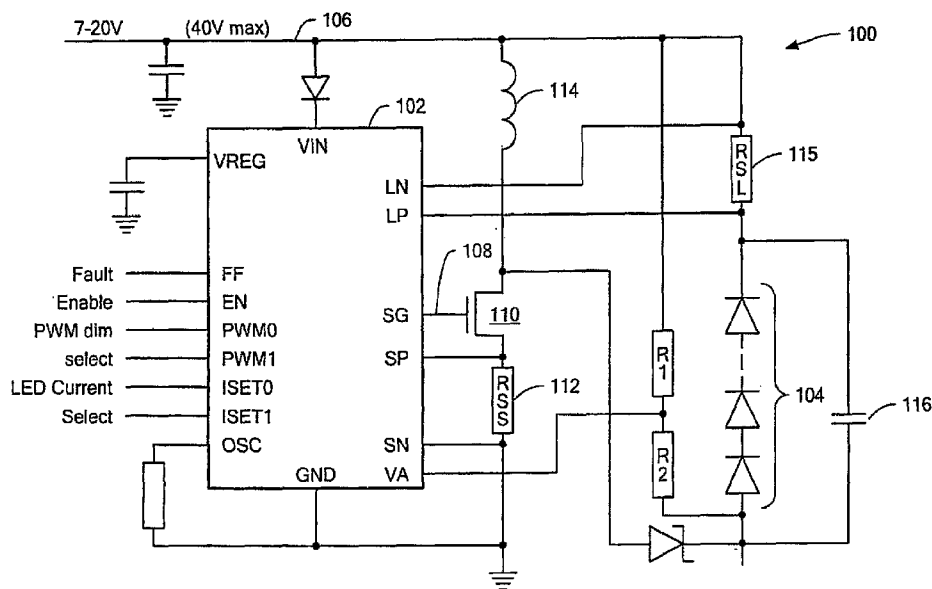 7-20V (40V max) 106
100
114
102
VIN
VREG
LN
LP
RSL
115
108
Fault FF
Enable EN
PWM dim PWM0
select PWM1
LED Current ISET0
Select ISET1
OSC
SG
110
SP
RSS
112
SN
VA
GND
R1
R2
104
116